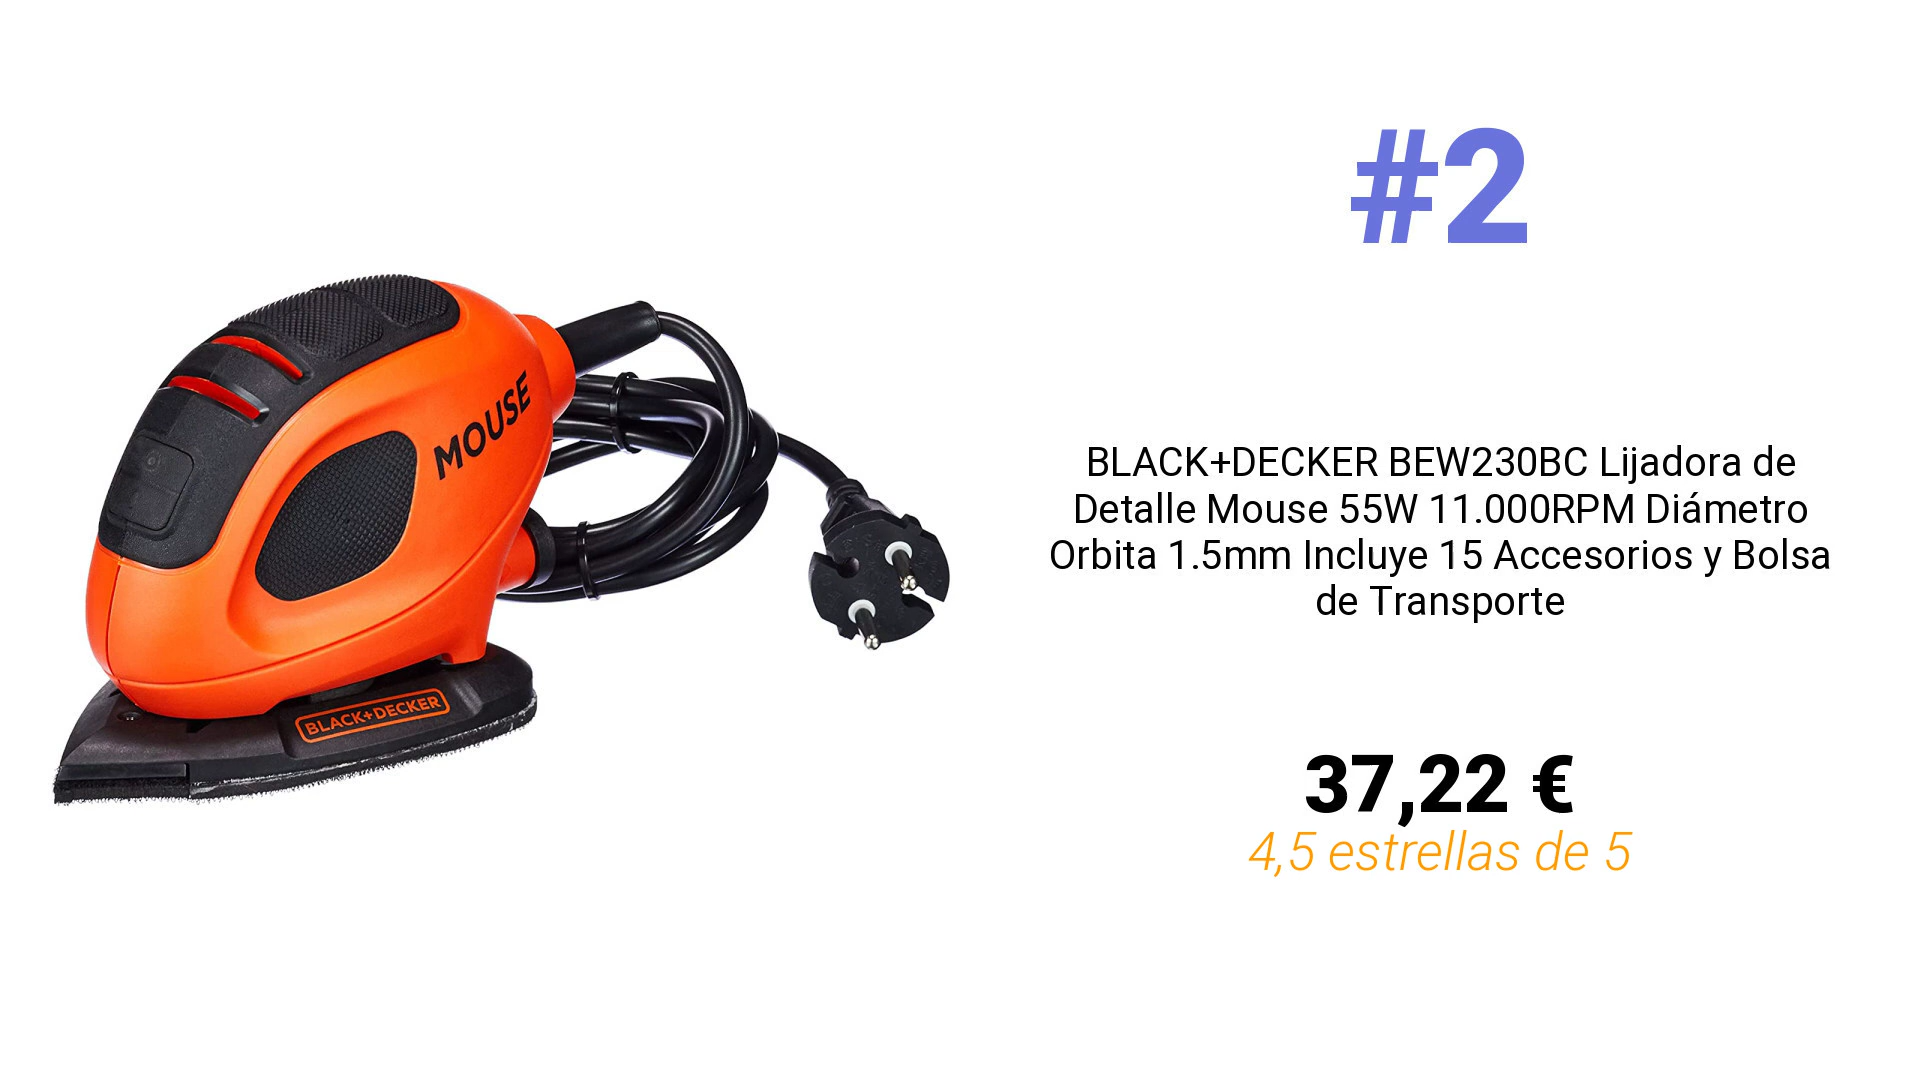 #2
BLACK+DECKER BEW230BC Lijadora de
Detalle Mouse 55W 11.000RPM Diámetro
Orbita 1.5mm Incluye 15 Accesorios y Bolsa
de Transporte
MOUSE
BLACK+DECKER
37,22 €
4,5 estrellas de 5